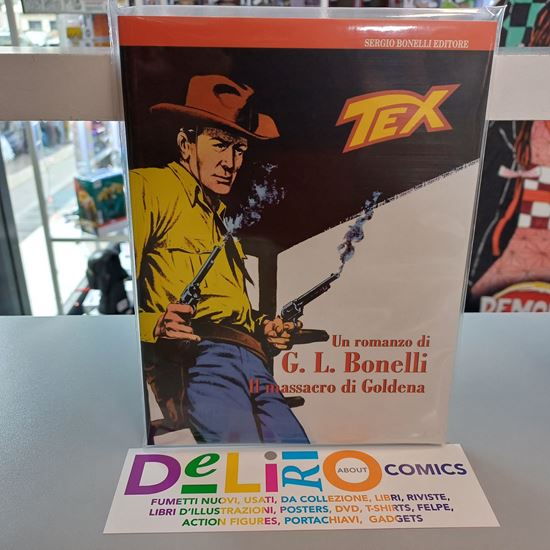 SERGIO BONELLI EDITORE
TEX
Un romanzo di
G. L. Bonelli
Il massacro di Goldena
DeLiRiO ABOUT COMICS
FUMETTI NUOVI, USATI, DA COLLEZIONE, LIBRI, RIVISTE,
LIBRI D'ILLUSTRAZIONI, POSTERS, DVD, T-SHIRTS, FELPE,
ACTION FIGURES, PORTACHIAVI, GADGETS